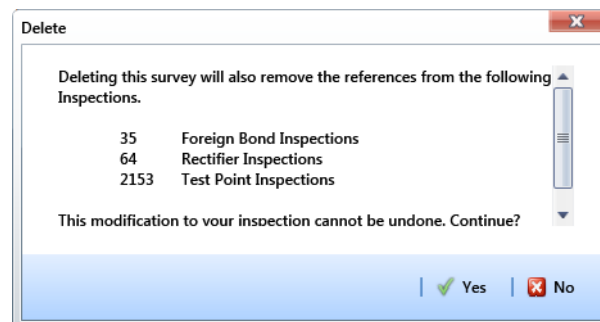 Delete
Deleting this survey will also remove the references from the following
Inspections.
35 Foreign Bond Inspections
64 Rectifier Inspections
2153 Test Point Inspections
This modification to your inspection cannot be undone. Continue?
Yes No